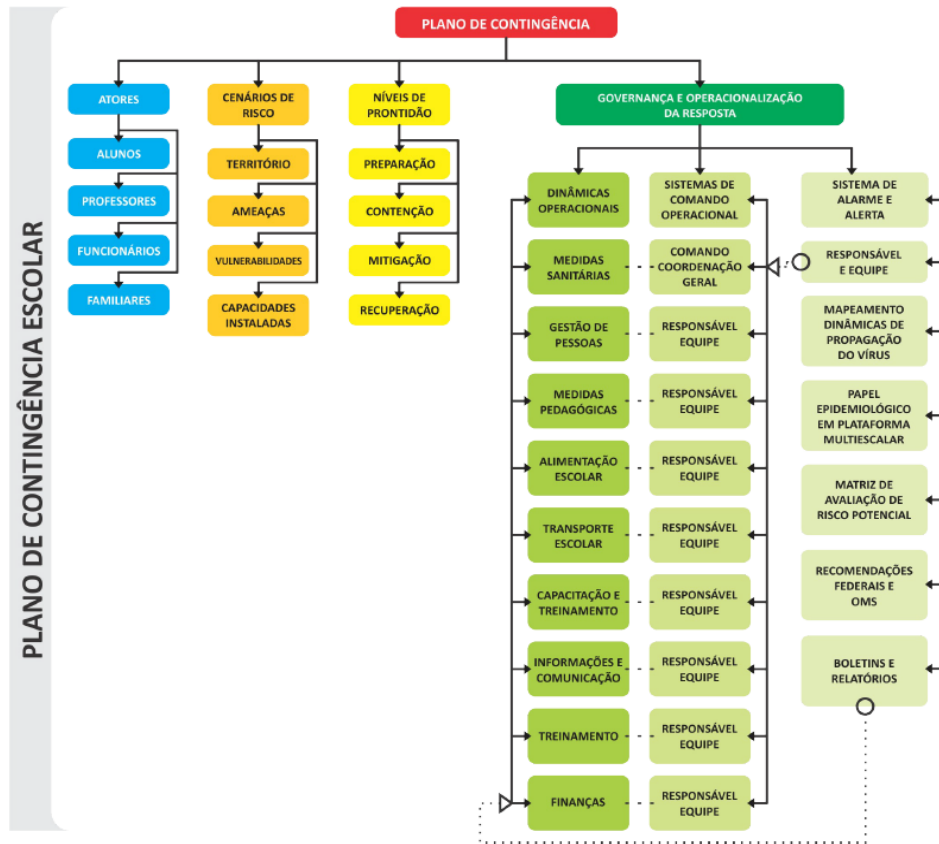 PLANO DE CONTINGÊNCIA ESCOLAR
PLANO DE CONTINGÊNCIA
ATORES
ALUNOS
PROFESSORES
FUNCIONÁRIOS
FAMILIARES
CENÁRIOS DE
RISCO
TERRITÓRIO
AMEAÇAS
VULNERABILIDADES
CAPACIDADES
INSTALADAS
NÍVEIS DE
PRONTIDÃO
PREPARAÇÃO
CONTENÇÃO
MITIGAÇÃO
RECUPERAÇÃO
GOVERNANÇA E OPERACIONALIZAÇÃO
DA RESPOSTA
DINÂMICAS
OPERACIONAIS
MEDIDAS
SANITÁRIAS
GESTÃO DE
PESSOAS
MEDIDAS
PEDAGÓGICAS
ALIMENTAÇÃO
ESCOLAR
TRANSPORTE
ESCOLAR
CAPACITAÇÃO E
TREINAMENTO
INFORMAÇÕES E
COMUNICAÇÃO
TREINAMENTO
FINANÇAS
SISTEMAS DE
COMANDO
OPERACIONAL
COMANDO
COORDENAÇÃO
GERAL
RESPONSÁVEL
EQUIPE
RESPONSÁVEL
EQUIPE
RESPONSÁVEL
EQUIPE
RESPONSÁVEL
EQUIPE
RESPONSÁVEL
EQUIPE
RESPONSÁVEL
EQUIPE
RESPONSÁVEL
EQUIPE
RESPONSÁVEL
EQUIPE
SISTEMA DE
ALARME E
ALERTA
RESPONSÁVEL
E EQUIPE
MAPEAMENTO
DINÂMICAS DE
PROPAGAÇÃO
DO VÍRUS
PAPEL
EPIDEMIOLÓGICO
EM PLATAFORMA
MULTIESCALAR
MATRIZ DE
AVALIAÇÃO DE
RISCO POTENCIAL
RECOMENDAÇÕES
FEDERAIS E
OMS
BOLETINS E
RELATÓRIOS